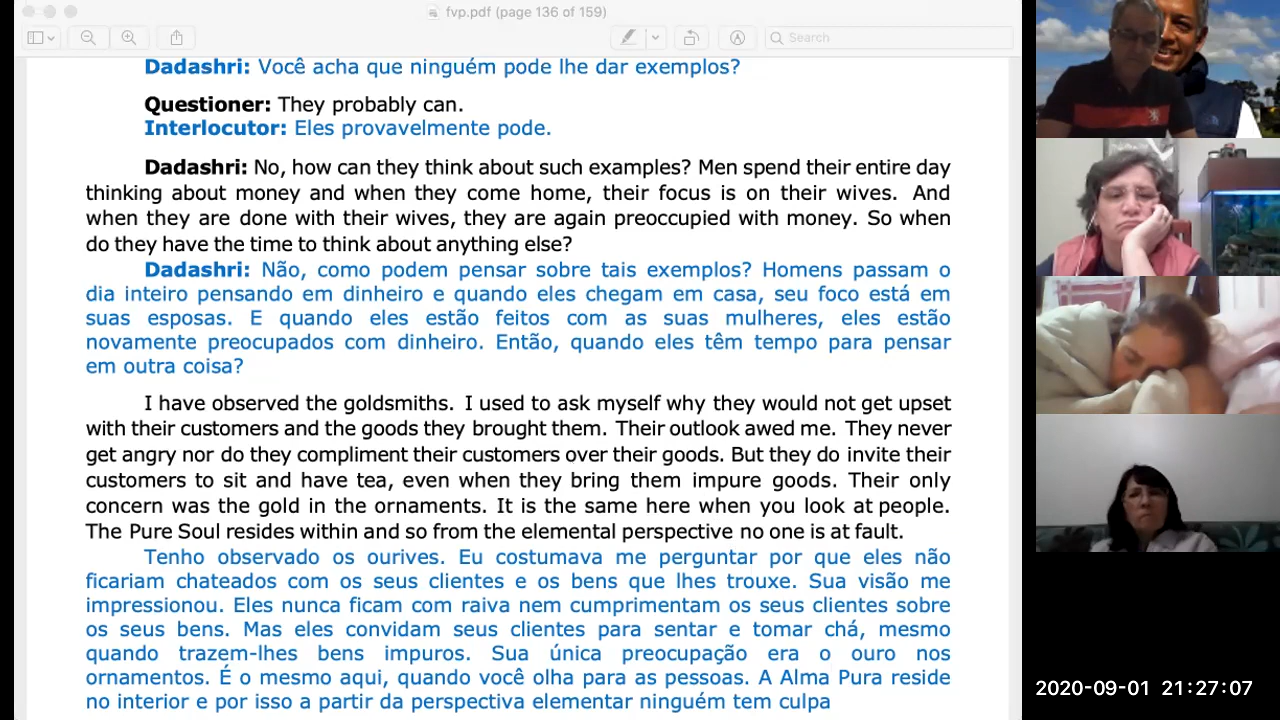 fvp.pdf (page 136 of 159)
Search
Dadashri: Você acha que ninguém pode lhe dar exemplos?
Questioner: They probably can.
Interlocutor: Eles provavelmente pode.
Dadashri: No, how can they think about such examples? Men spend their entire day
thinking about money and when they come home, their focus is on their wives. And
when they are done with their wives, they are again preoccupied with money. So when
do they have the time to think about anything else?
Dadashri: Não, como podem pensar sobre tais exemplos? Homens passam o
dia inteiro pensando em dinheiro e quando eles chegam em casa, seu foco está em
suas esposas. E quando eles estão feitos com as suas mulheres, eles estão
novamente preocupados com dinheiro. Então, quando eles têm tempo para pensar
em outra coisa?
I have observed the goldsmiths. I used to ask myself why they would not get upset
with their customers and the goods they brought them. Their outlook awed me. They never
get angry nor do they compliment their customers over their goods. But they do invite their
customers to sit and have tea, even when they bring them impure goods. Their only
concern was the gold in the ornaments. It is the same here when you look at people.
The Pure Soul resides within and so from the elemental perspective no one is at fault.
Tenho observado os ourives. Eu costumava me perguntar por que eles não
ficariam chateados com os seus clientes e os bens que lhes trouxe. Sua visão me
impressionou. Eles nunca ficam com raiva nem cumprimentam os seus clientes sobre
os seus bens. Mas eles convidam seus clientes para sentar e tomar chá, mesmo
quando trazem-lhes bens impuros. Sua única preocupação era o ouro nos
ornamentos. É o mesmo aqui, quando você olha para as pessoas. A Alma Pura reside
no interior e por isso a partir da perspectiva elementar ninguém tem culpa
2020-09-01 21:27:07